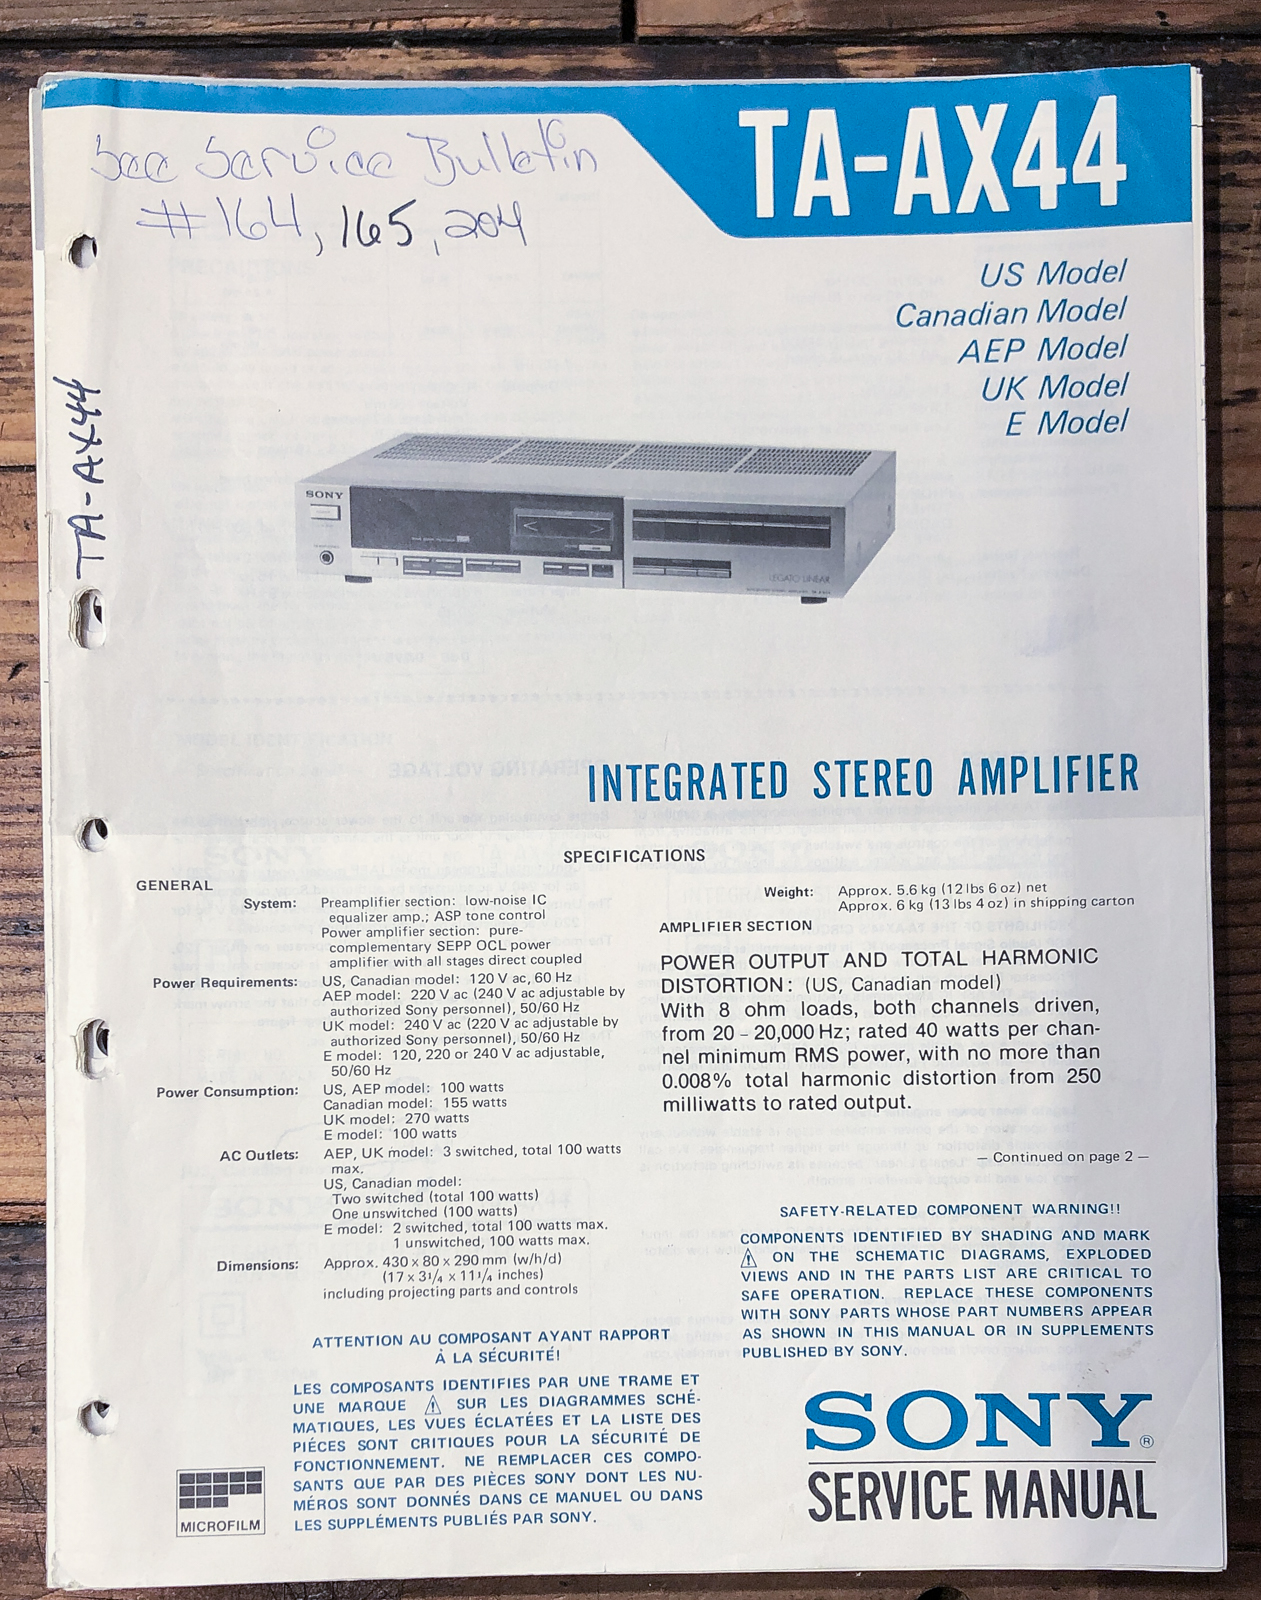 See Service Bulletin
#164, 165, 204
TA-AX44
TA-AX44
US Model
Canadian Model
AEP Model
UK Model
E Model
SONY
LEGATO LINEAR
INTEGRATED STEREO AMPLIFIER
SPECIFICATIONS
GENERAL
System: Preamplifier section: low-noise IC
equalizer amp.; ASP tone control
Power amplifier section: pure-
complementary SEPP OCL power
amplifier with all stages direct coupled
Power Requirements: US, Canadian model: 120 V ac, 60 Hz
AEP model: 220 V ac (240 V ac adjustable by
authorized Sony personnel), 50/60 Hz
UK model: 240 V ac (220 V ac adjustable by
authorized Sony personnel), 50/60 Hz
E model: 120, 220 or 240 V ac adjustable,
50/60 Hz
Power Consumption: US, AEP model: 100 watts
Canadian model: 155 watts
UK model: 270 watts
E model: 100 watts
AC Outlets: AEP, UK model: 3 switched, total 100 watts
max.
US, Canadian model:
Two switched (total 100 watts)
One unswitched (100 watts)
E model: 2 switched, total 100 watts max.
1 unswitched, 100 watts max.
Dimensions: Approx. 430 x 80 x 290 mm (w/h/d)
(17 x 3 1/4 x 11 1/4 inches)
including projecting parts and controls
Weight: Approx. 5.6 kg (12 lbs 6 oz) net
Approx. 6 kg (13 lbs 4 oz) in shipping carton
AMPLIFIER SECTION
POWER OUTPUT AND TOTAL HARMONIC
DISTORTION: (US, Canadian model)
With 8 ohm loads, both channels driven,
from 20 – 20,000 Hz; rated 40 watts per chan-
nel minimum RMS power, with no more than
0.008% total harmonic distortion from 250
milliwatts to rated output.
— Continued on page 2 —
ATTENTION AU COMPOSANT AYANT RAPPORT
À LA SÉCURITÉ!
LES COMPOSANTS IDENTIFIES PAR UNE TRAME ET
UNE MARQUE ⚠ SUR LES DIAGRAMMES SCHÉ-
MATIQUES, LES VUES ÉCLATÉES ET LA LISTE DES
PIÉCES SONT CRITIQUES POUR LA SÉCURITÉ DE
FONCTIONNEMENT. NE REMPLACER CES COMPO-
SANTS QUE PAR DES PIÈCES SONY DONT LES NU-
MÉROS SONT DONNÉS DANS CE MANUEL OU DANS
LES SUPPLÉMENTS PUBLIÉS PAR SONY.
SAFETY-RELATED COMPONENT WARNING!!
COMPONENTS IDENTIFIED BY SHADING AND MARK
⚠ ON THE SCHEMATIC DIAGRAMS, EXPLODED
VIEWS AND IN THE PARTS LIST ARE CRITICAL TO
SAFE OPERATION. REPLACE THESE COMPONENTS
WITH SONY PARTS WHOSE PART NUMBERS APPEAR
AS SHOWN IN THIS MANUAL OR IN SUPPLEMENTS
PUBLISHED BY SONY.
MICROFILM
SONY®
SERVICE MANUAL